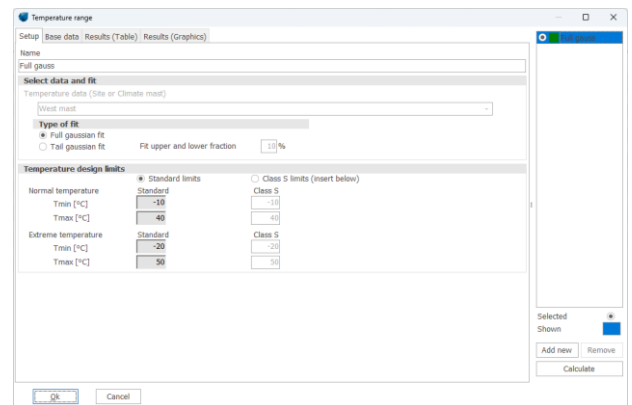 Temperature range
Setup Base data Results (Table) Results (Graphics)
Name
Full gauss
Full gauss
Select data and fit
Temperature data (Site or Climate mast)
West mast
Type of fit
Full gaussian fit
Tail gaussian fit Fit upper and lower fraction 10 %
Temperature design limits
Standard limits Class S limits (insert below)
Normal temperature Standard Class S
Tmin [°C] -10 -10
Tmax [°C] 40 40
Extreme temperature Standard Class S
Tmin [°C] -20 -20
Tmax [°C] 50 50
Selected
Shown
Add new Remove
Calculate
Ok Cancel